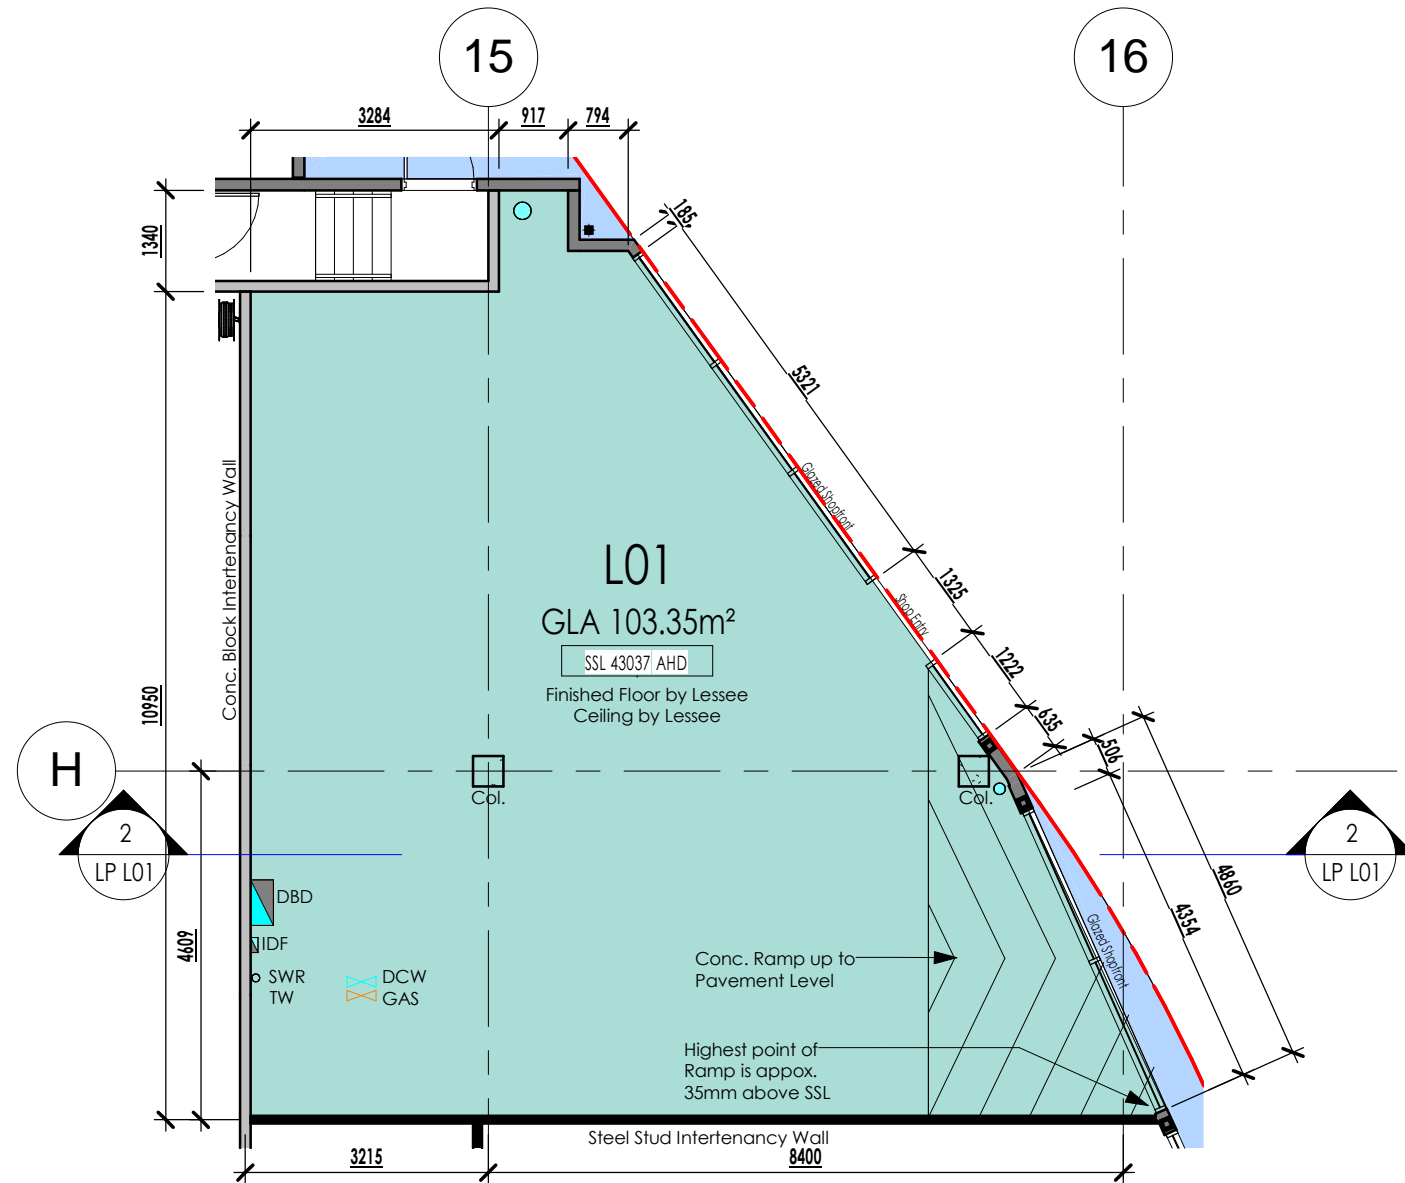 15
16
3284
917
794
185
1340
5321
Conc. Block Intertenancy Wall
Glazed Shopfront
L01
GLA 103.35m²
SSL 43037 AHD
Finished Floor by Lessee
Ceiling by Lessee
Shop Entry
1325
1222
635
506
10950
H
Col.
Col.
2
LP L01
2
LP L01
4860
4354
4609
DBD
IDF
SWR
TW
DCW
GAS
Glazed Shopfront
Conc. Ramp up to
Pavement Level
Highest point of
Ramp is appox.
35mm above SSL
Steel Stud Intertenancy Wall
3215
8400